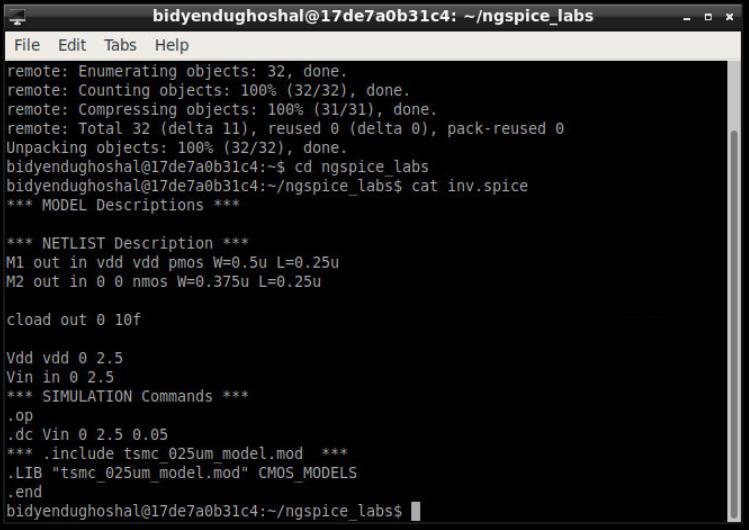 bidyendughoshal@17de7a0b31c4: ~/ngspice_labs
File Edit Tabs Help
remote: Enumerating objects: 32, done.
remote: Counting objects: 100% (32/32), done.
remote: Compressing objects: 100% (31/31), done.
remote: Total 32 (delta 11), reused 0 (delta 0), pack-reused 0
Unpacking objects: 100% (32/32), done.
bidyendughoshal@17de7a0b31c4:~$ cd ngspice_labs
bidyendughoshal@17de7a0b31c4:~/ngspice_labs$ cat inv.spice
*** MODEL Descriptions ***
*** NETLIST Description ***
M1 out in vdd vdd pmos W=0.5u L=0.25u
M2 out in 0 0 nmos W=0.375u L=0.25u
cload out 0 10f
Vdd vdd 0 2.5
Vin in 0 2.5
*** SIMULATION Commands ***
.op
.dc Vin 0 2.5 0.05
*** .include tsmc_025um_model.mod  ***
.LIB "tsmc_025um_model.mod" CMOS_MODELS
.end
bidyendughoshal@17de7a0b31c4:~/ngspice_labs$